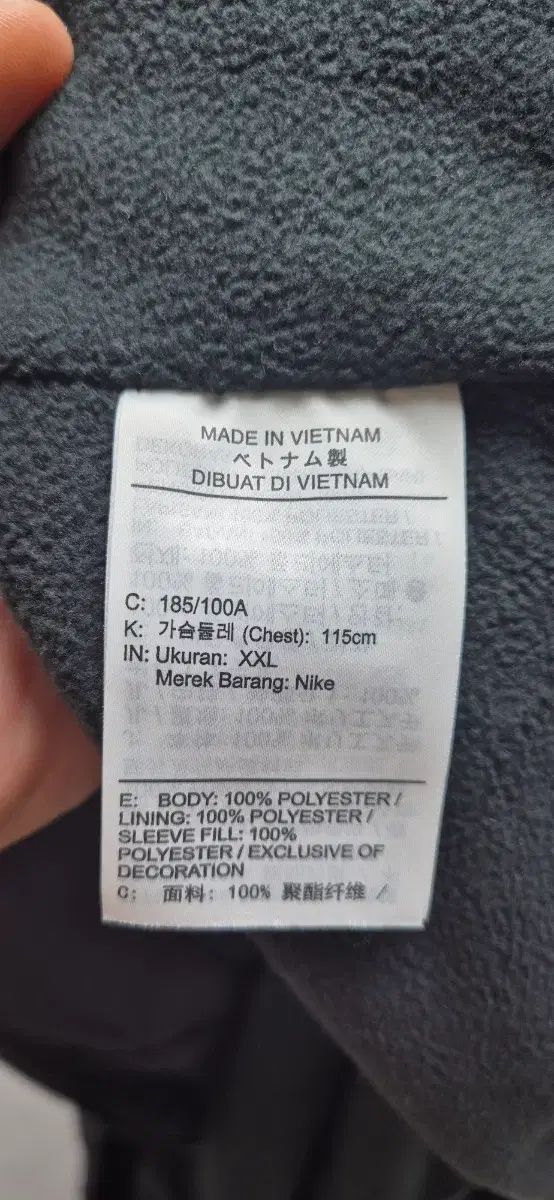 MADE IN VIETNAM
ベトナム製
DIBUAT DI VIETNAM
C: 185/100A
K: 가슴둘레 (Chest): 115cm
IN: Ukuran: XXL
Merek Barang: Nike
E: BODY: 100% POLYESTER /
LINING: 100% POLYESTER /
SLEEVE FILL: 100%
POLYESTER / EXCLUSIVE OF
DECORATION
C: 面料: 100% 聚酯纤维 /